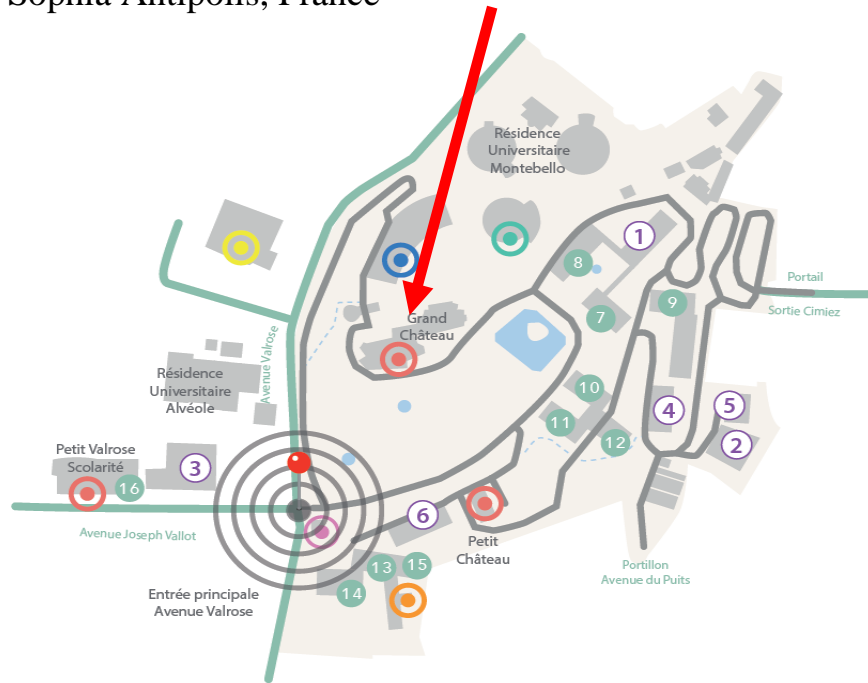 Sophia Antipolis, France
Résidence
Universitaire
Montebello
1
8
Portail
Sortie Cimiez
9
7
Grand
Château
Avenue Valrose
Résidence
Universitaire
Alvéole
10
11
12
4
5
2
Petit Valrose
Scolarité
3
16
6
Avenue Joseph Vallot
Petit
Château
13
15
14
Entrée principale
Avenue Valrose
Portillon
Avenue du Puits